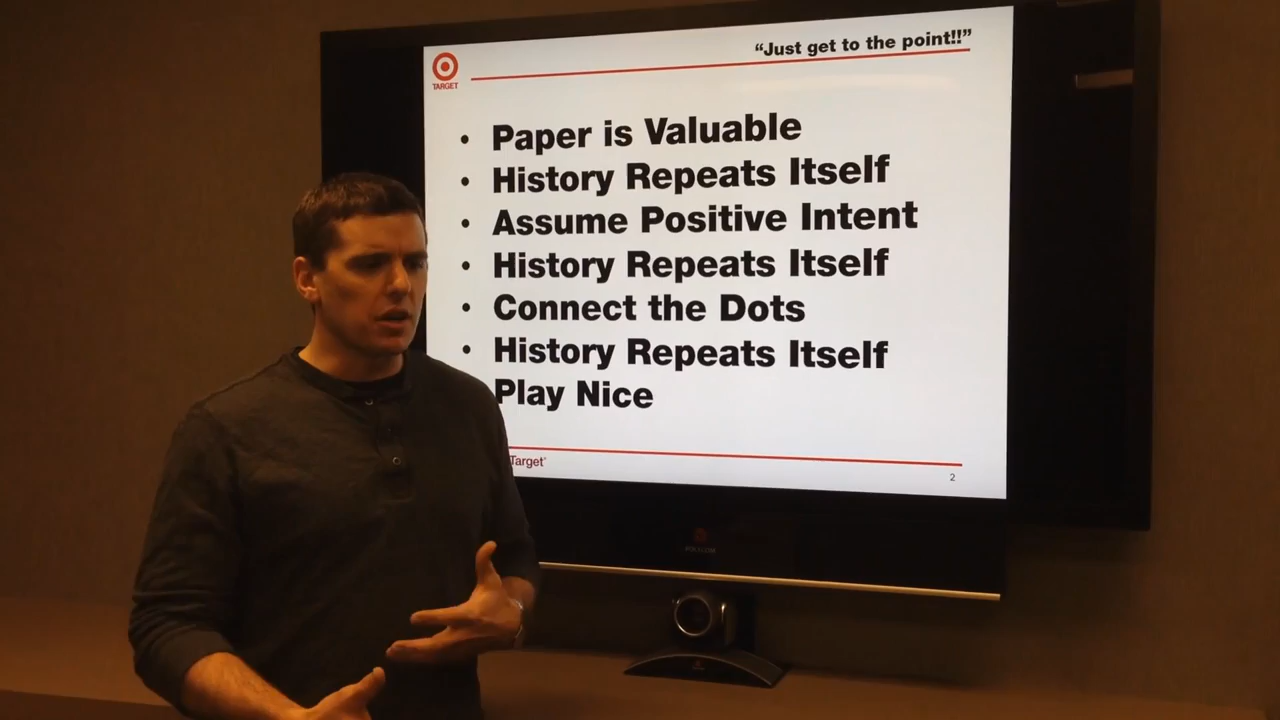 “Just get to the point!!”
TARGET
• Paper is Valuable
• History Repeats Itself
• Assume Positive Intent
• History Repeats Itself
• Connect the Dots
• History Repeats Itself
Play Nice
Target
2
POLYCOM